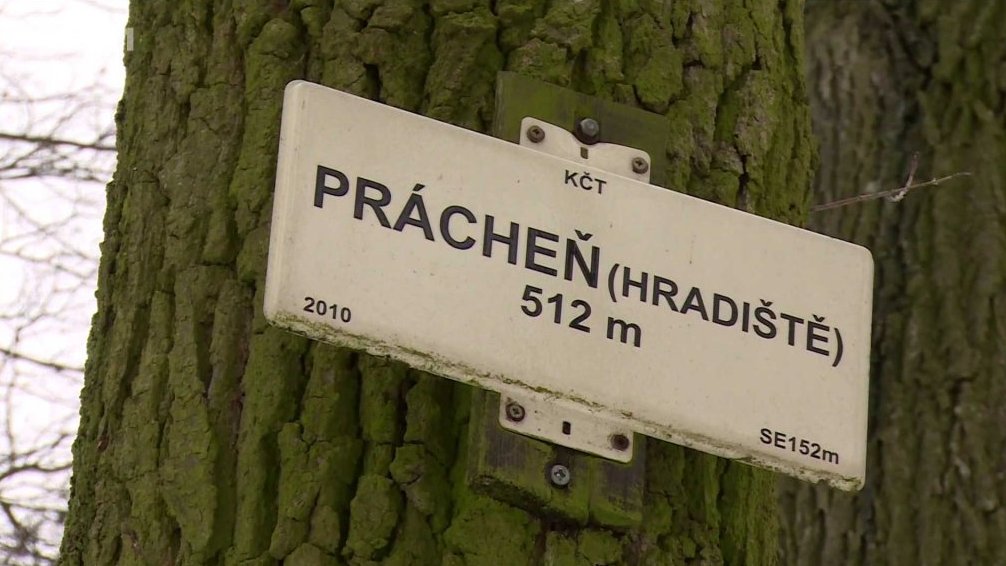 KČT
PRÁCHEŇ (HRADIŠTĚ)
512 m
2010
SE152m